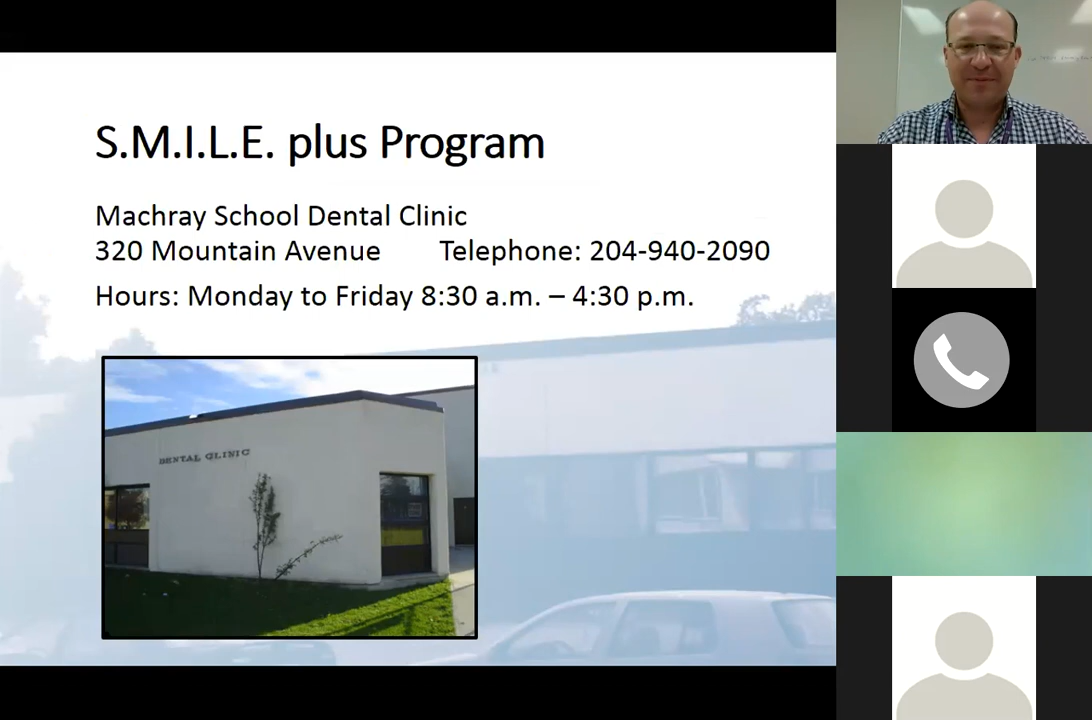 S.M.I.L.E. plus Program
Machray School Dental Clinic
320 Mountain Avenue Telephone: 204-940-2090
Hours: Monday to Friday 8:30 a.m. – 4:30 p.m.
DENTAL CLINIC